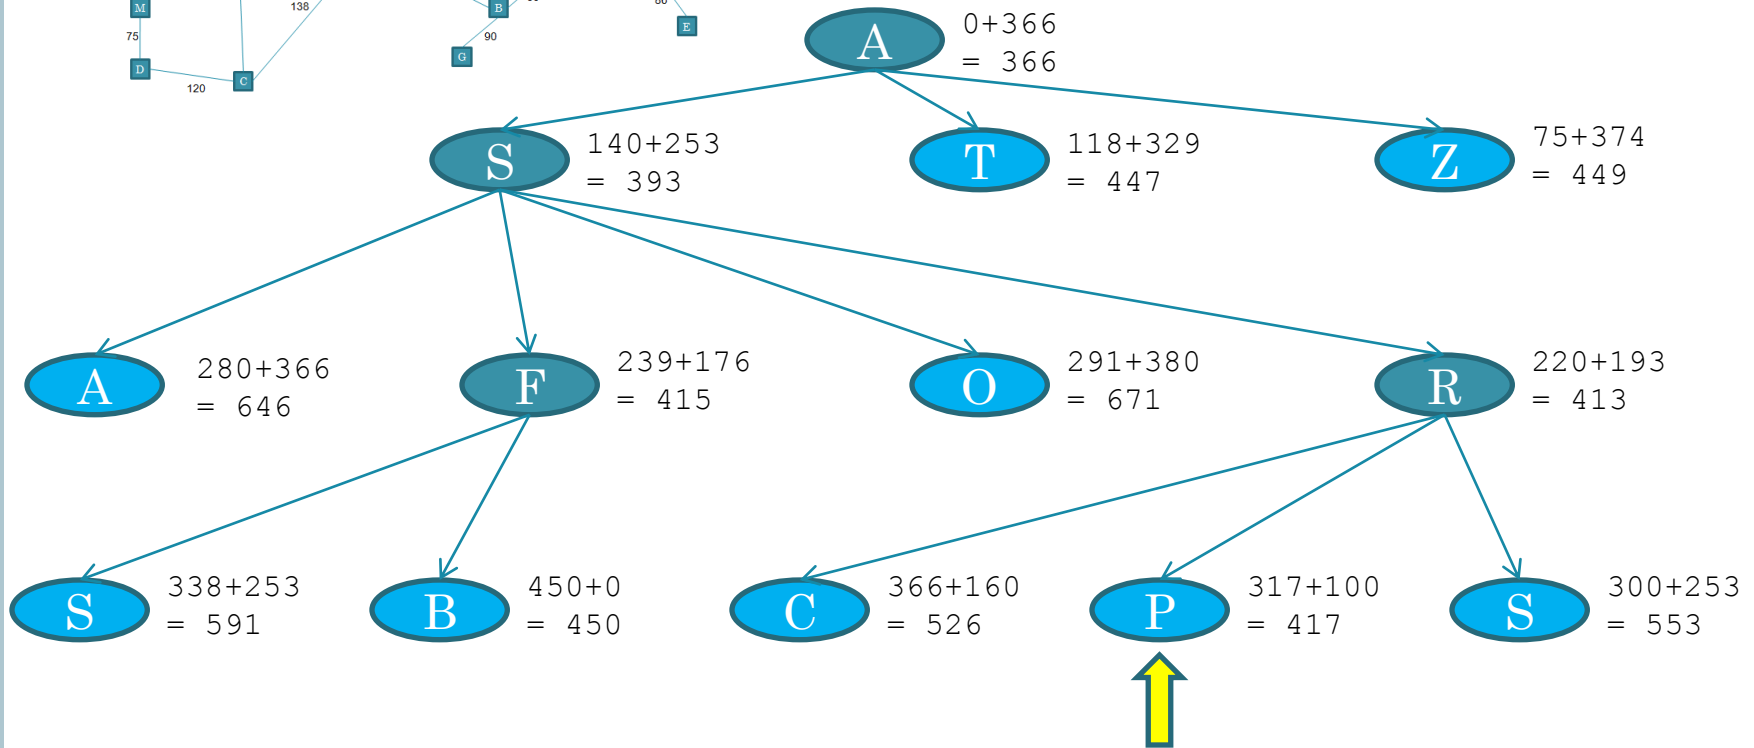 M
138
B
E
75
90
G
D
C
120
A
0+366
= 366
S
140+253
= 393
T
118+329
= 447
Z
75+374
= 449
A
280+366
= 646
F
239+176
= 415
O
291+380
= 671
R
220+193
= 413
S
338+253
= 591
B
450+0
= 450
C
366+160
= 526
P
317+100
= 417
S
300+253
= 553